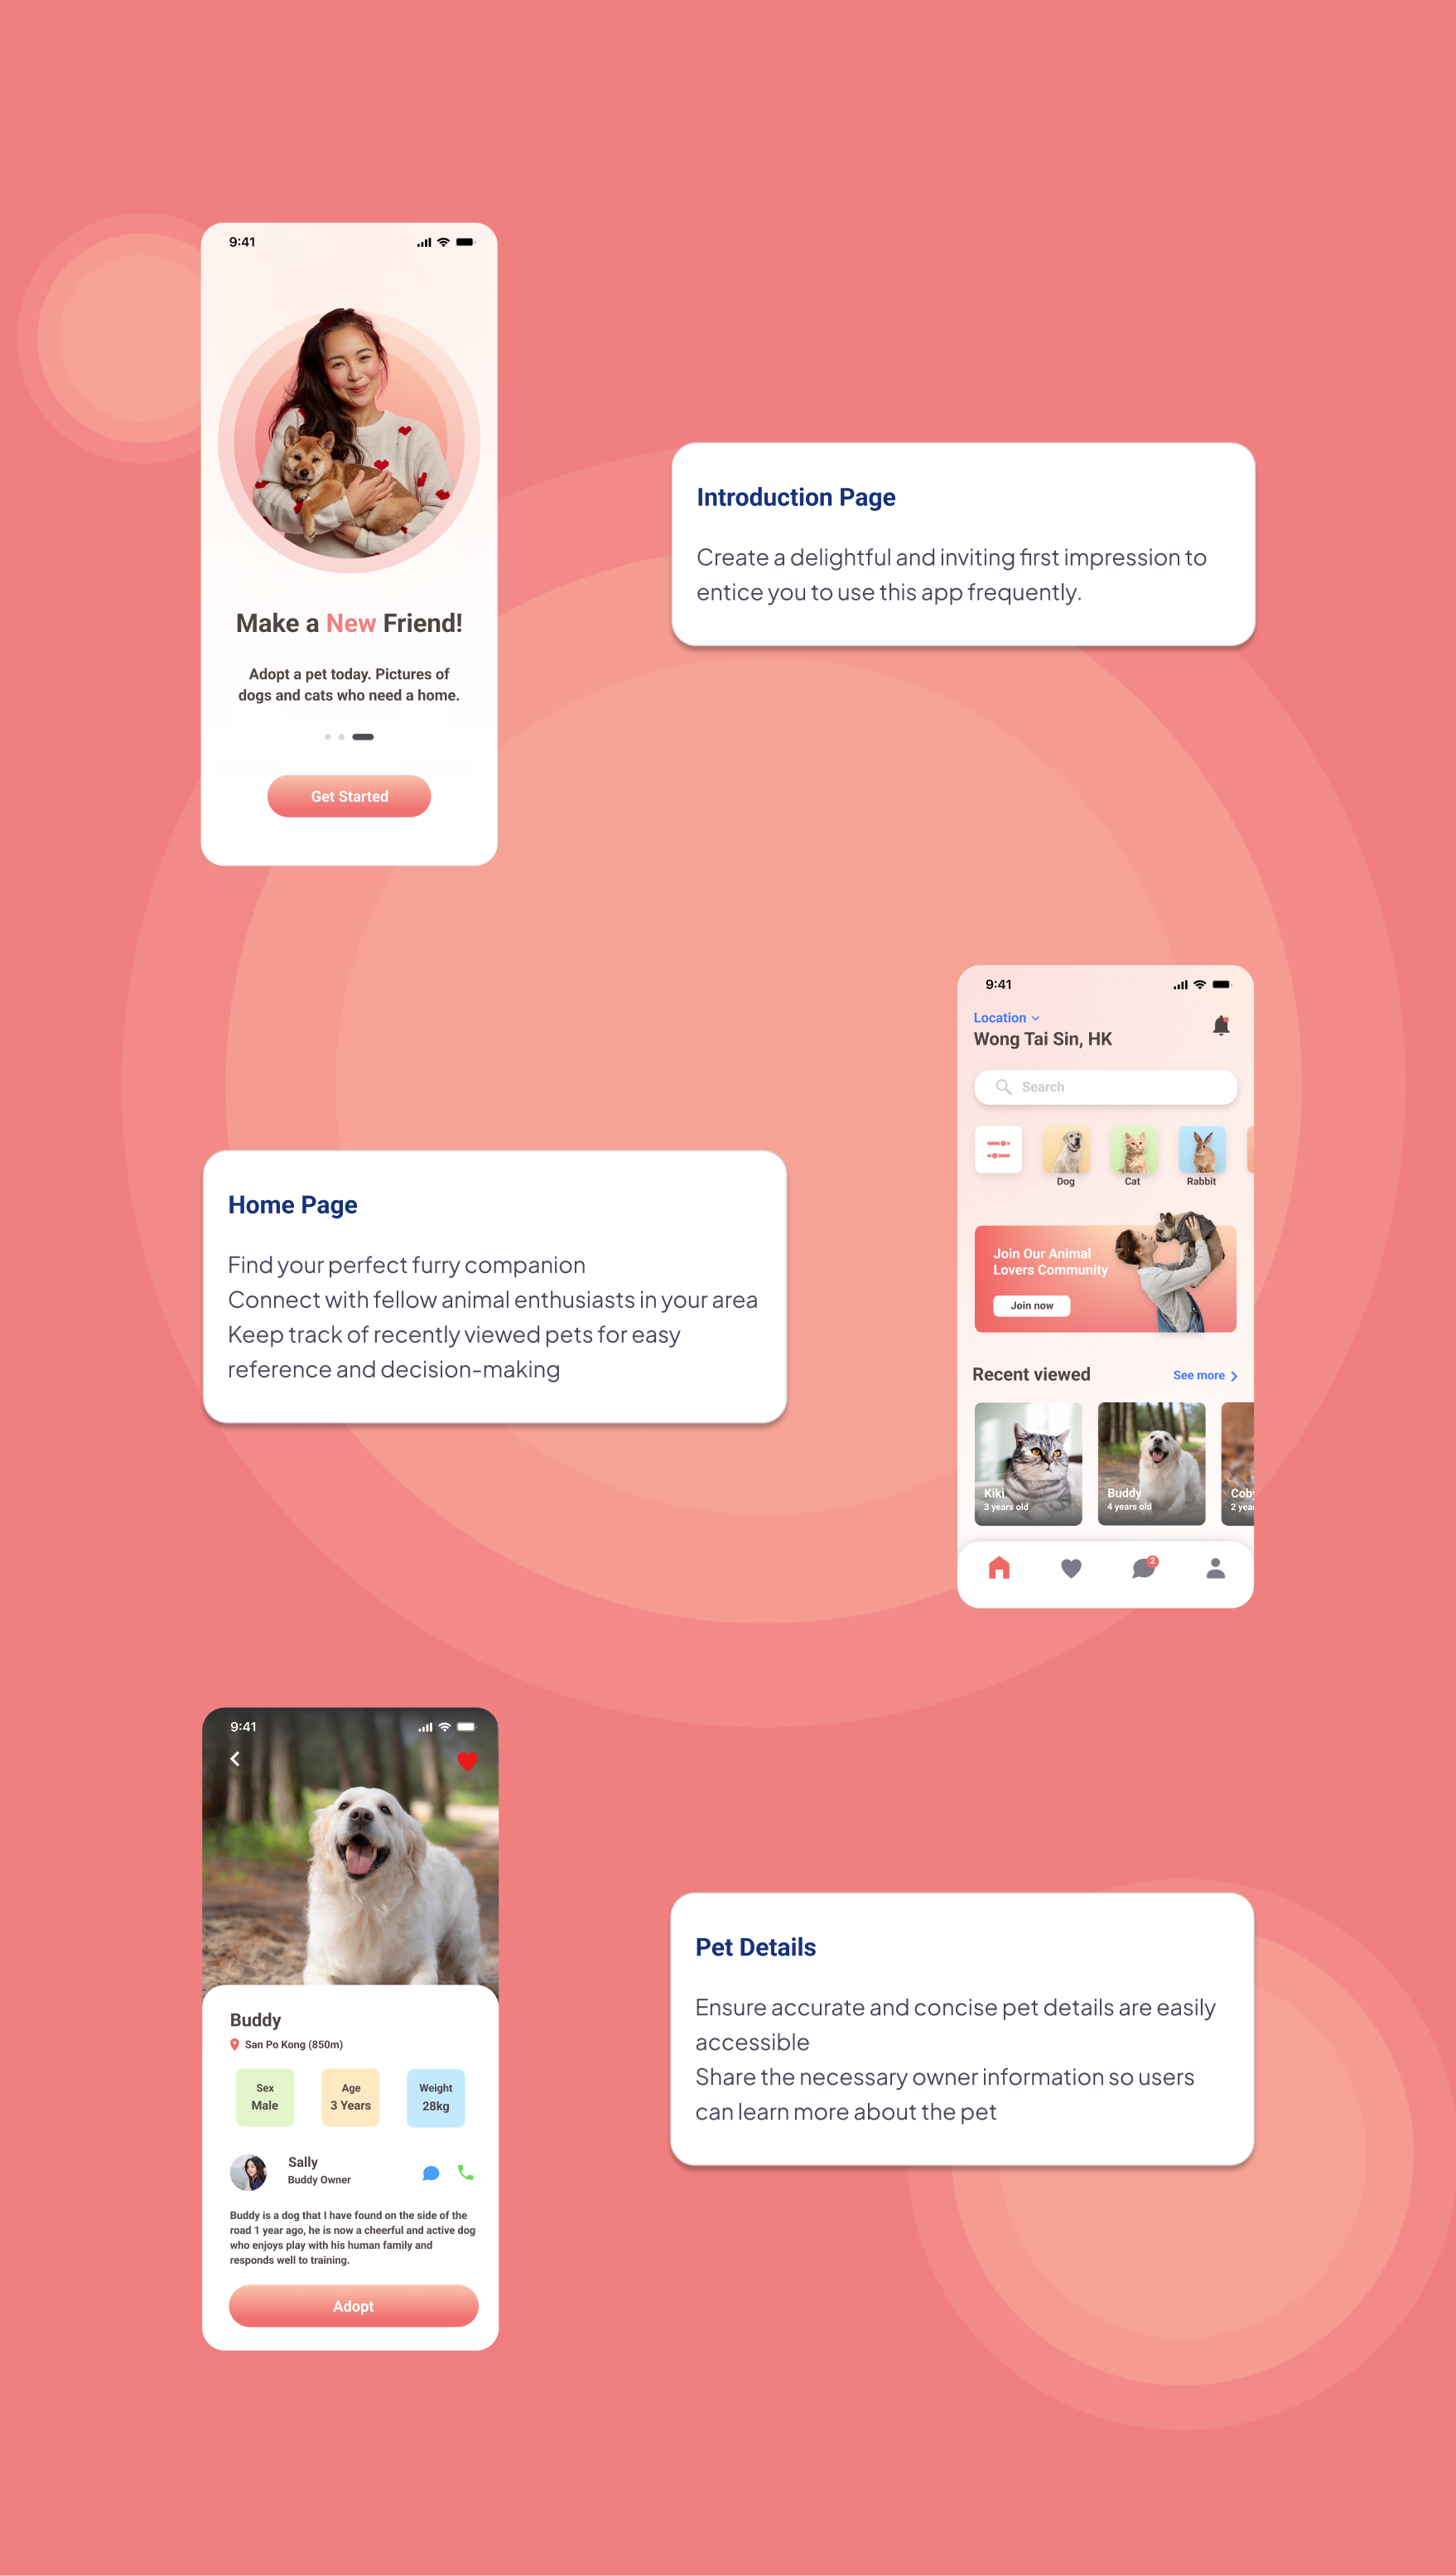 9:41
Make a New Friend!
Adopt a pet today. Pictures of
dogs and cats who need a home.
Get Started
Introduction Page
Create a delightful and inviting first impression to
entice you to use this app frequently.
9:41
Location
Wong Tai Sin, HK
Search
Dog
Cat
Rabbit
Join Our Animal
Lovers Community
Join now
Recent viewed
See more
Kiki
3 years old
Buddy
4 years old
2
Home Page
Find your perfect furry companion
Connect with fellow animal enthusiasts in your area
Keep track of recently viewed pets for easy
reference and decision-making
9:41
Buddy
San Po Kong (850m)
Sex
Male
Age
3 Years
Weight
28kg
Sally
Buddy Owner
Buddy is a dog that I have found on the side of the
road 1 year ago, he is now a cheerful and active dog
who enjoys play with his human family and
responds well to training.
Adopt
Pet Details
Ensure accurate and concise pet details are easily
accessible
Share the necessary owner information so users
can learn more about the pet